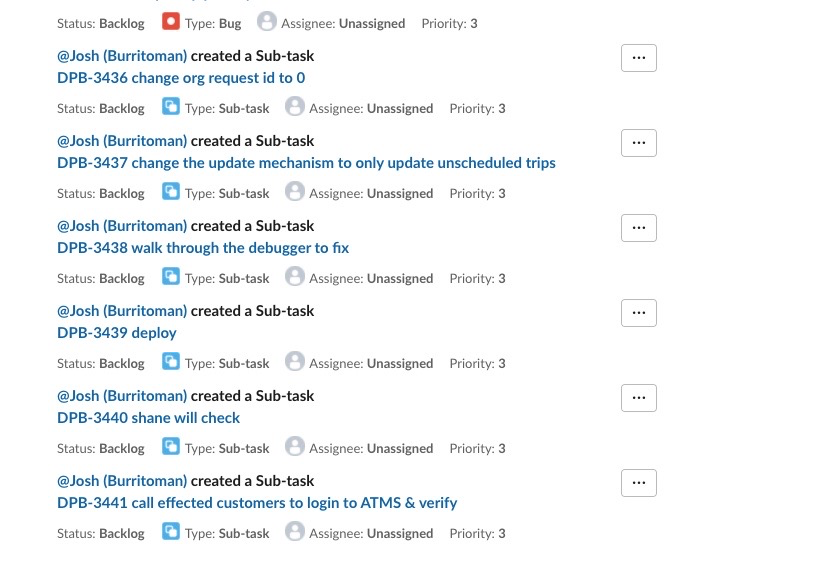 Status: Backlog Type: Bug Assignee: Unassigned Priority: 3
@Josh (Burritoman) created a Sub-task
DPB-3436 change org request id to 0
Status: Backlog Type: Sub-task Assignee: Unassigned Priority: 3
@Josh (Burritoman) created a Sub-task
DPB-3437 change the update mechanism to only update unscheduled trips
Status: Backlog Type: Sub-task Assignee: Unassigned Priority: 3
@Josh (Burritoman) created a Sub-task
DPB-3438 walk through the debugger to fix
Status: Backlog Type: Sub-task Assignee: Unassigned Priority: 3
@Josh (Burritoman) created a Sub-task
DPB-3439 deploy
Status: Backlog Type: Sub-task Assignee: Unassigned Priority: 3
@Josh (Burritoman) created a Sub-task
DPB-3440 shane will check
Status: Backlog Type: Sub-task Assignee: Unassigned Priority: 3
@Josh (Burritoman) created a Sub-task
DPB-3441 call effected customers to login to ATMS & verify
Status: Backlog Type: Sub-task Assignee: Unassigned Priority: 3